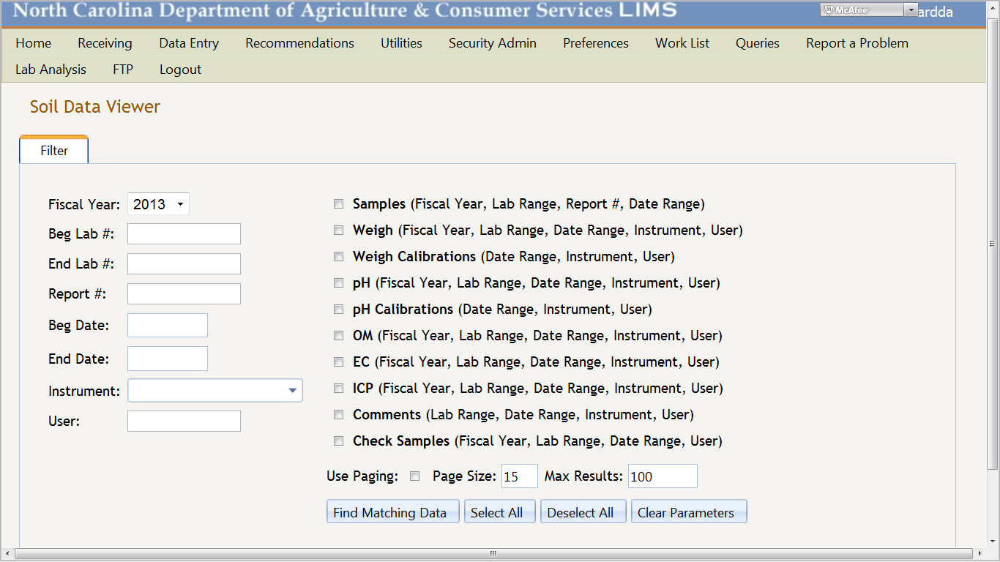 North Carolina Department of Agriculture & Consumer Services LIMS
McAfee
ardda
Home Receiving Data Entry Recommendations Utilities Security Admin Preferences Work List Queries Report a Problem
Lab Analysis FTP Logout
Soil Data Viewer
Filter
Fiscal Year: 2013
Beg Lab #:
End Lab #:
Report #:
Beg Date:
End Date:
Instrument:
User:
Samples (Fiscal Year, Lab Range, Report #, Date Range)
Weigh (Fiscal Year, Lab Range, Date Range, Instrument, User)
Weigh Calibrations (Date Range, Instrument, User)
pH (Fiscal Year, Lab Range, Date Range, Instrument, User)
pH Calibrations (Date Range, Instrument, User)
OM (Fiscal Year, Lab Range, Date Range, Instrument, User)
EC (Fiscal Year, Lab Range, Date Range, Instrument, User)
ICP (Fiscal Year, Lab Range, Date Range, Instrument, User)
Comments (Lab Range, Date Range, Instrument, User)
Check Samples (Fiscal Year, Lab Range, Date Range, User)
Use Paging: Page Size: 15 Max Results: 100
Find Matching Data Select All Deselect All Clear Parameters